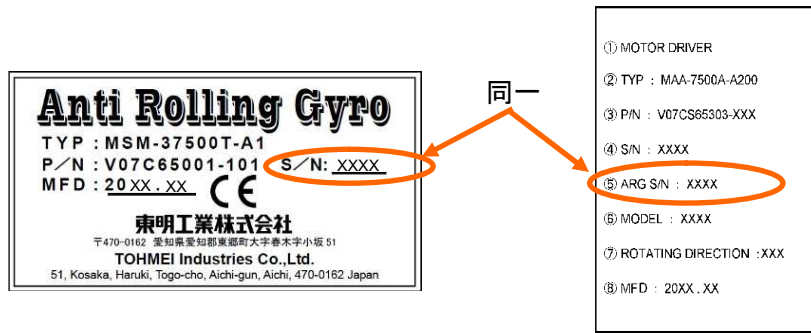 Anti Rolling Gyro
TYP : MSM-37500T-A1
P/N : V07C65001-101 S/N: XXXX
MFD : 20XX.XX CE
東明工業株式会社
〒470-0162 愛知県愛知郡東郷町大字春木字小坂 51
TOHMEI Industries Co.,Ltd.
51, Kosaka, Haruki, Togo-cho, Aichi-gun, Aichi, 470-0162 Japan
同一
① MOTOR DRIVER
② TYP : MAA-7500A-A200
③ P/N : V07CS65303-XXX
④ S/N : XXXX
⑤ ARG S/N : XXXX
⑥ MODEL : XXXX
⑦ ROTATING DIRECTION :XXX
⑧ MFD : 20XX.XX